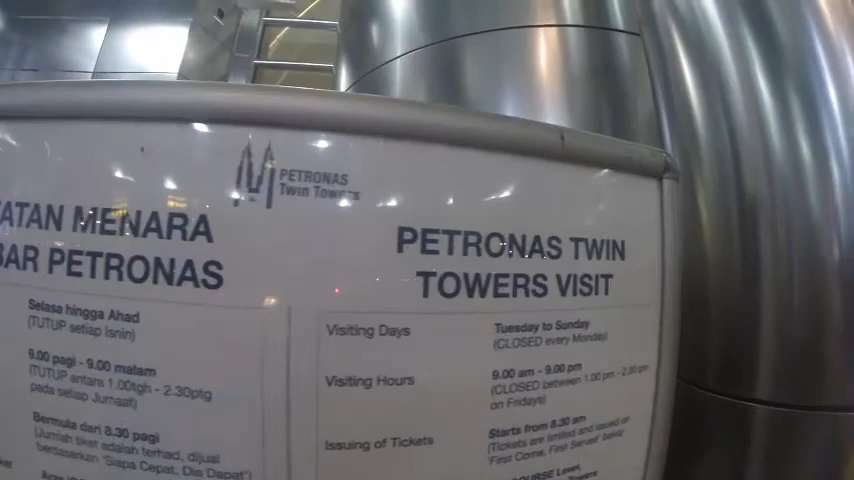 PETRONAS
TWIN TOWERS
ATAN MENARA
BAR PETRONAS
Selasa hingga Ahad
(TUTUP setiap Isnin)
9.00 pagi - 9.00 malam
(TUTUP antara 1.00tgh - 2.30ptg
pada setiap Jumaat)
Bermula dari 8.30 pagi
(Jumlah tiket adalah terhad, dijual
berdasarkan 'Siapa Cepat, Dia Dapat')
PETRONAS TWIN
TOWERS VISIT
Visiting Days
Tuesday to Sunday
(CLOSED every Monday)
Visiting Hours
9.00 am - 9.00 pm
(CLOSED between 1.00 pm - 2.30 pm
on Fridays)
Issuing of Tickets
Starts from 8.30 am
(Tickets are limited and issued on
'First Come, First Served' basis)
Level,